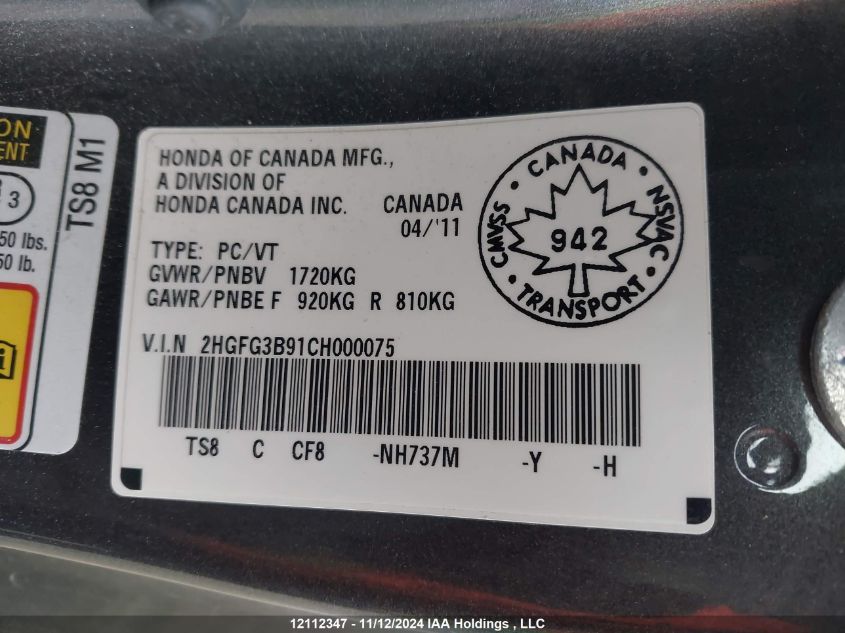 ON
ENT
3
50 lbs.
50 lb.
i
TS8 M1
HONDA OF CANADA MFG.,
A DIVISION OF
HONDA CANADA INC. CANADA
04/'11
TYPE: PC/VT
GVWR/PNBV 1720KG
GAWR/PNBE F 920KG R 810KG
CMVSS • CANADA • NSVAC • TRANSPORT •
942
V.I.N 2HGFG3B91CH000075
TS8 C CF8 -NH737M -Y -H
12112347 - 11/12/2024 IAA Holdings , LLC